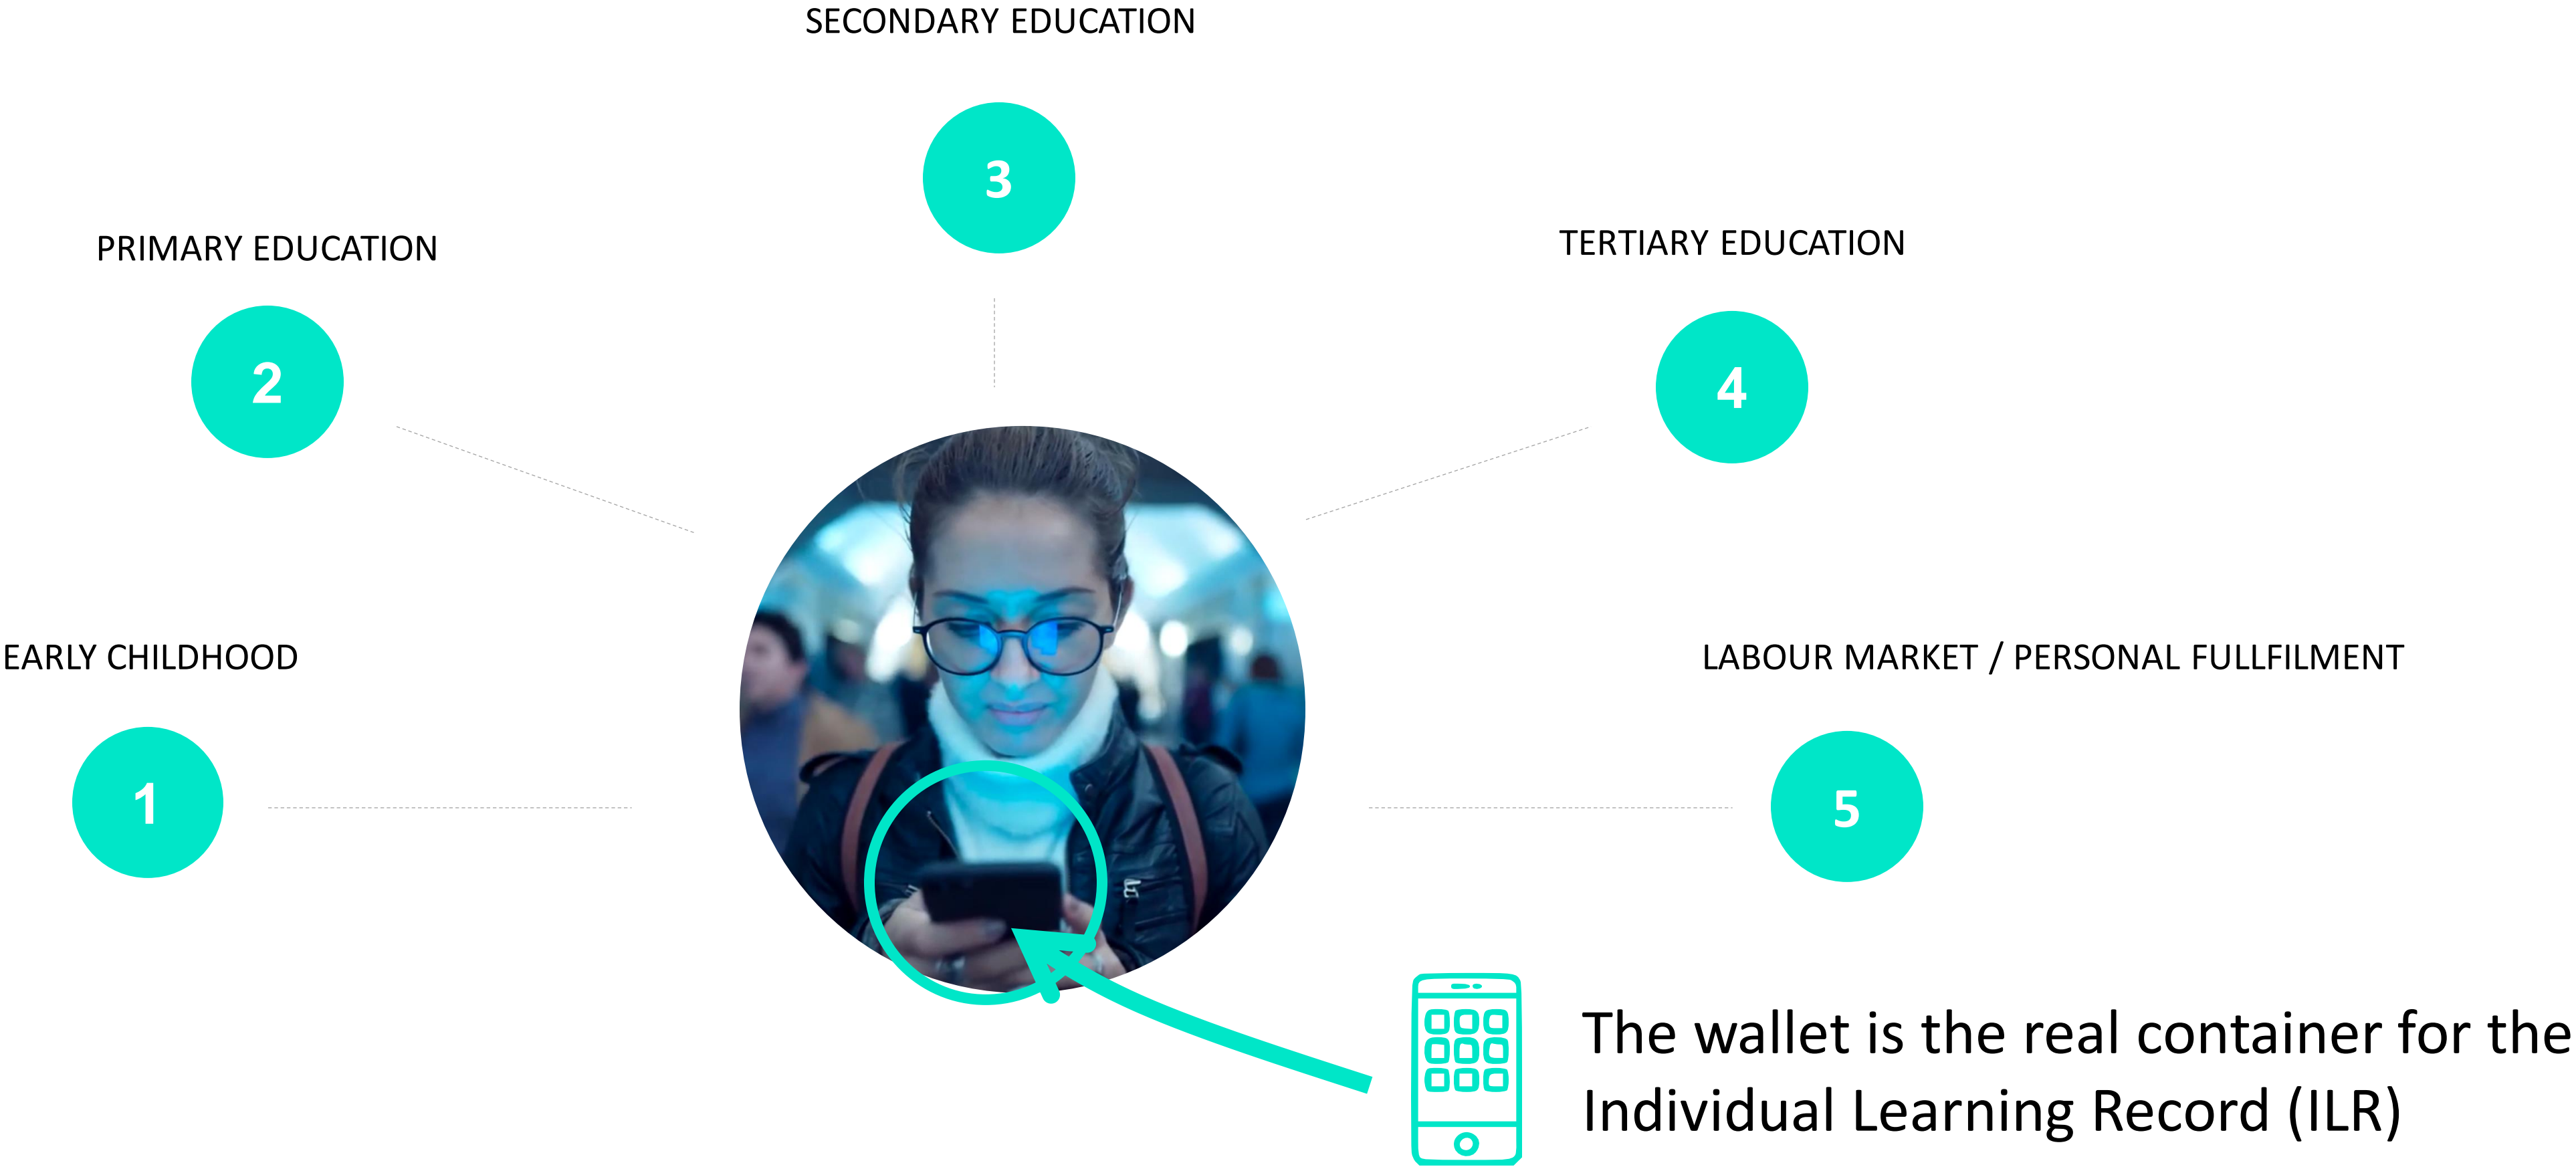 SECONDARY EDUCATION
3
PRIMARY EDUCATION
2
TERTIARY EDUCATION
4
EARLY CHILDHOOD
1
LABOUR MARKET / PERSONAL FULLFILMENT
5
The wallet is the real container for the
Individual Learning Record (ILR)